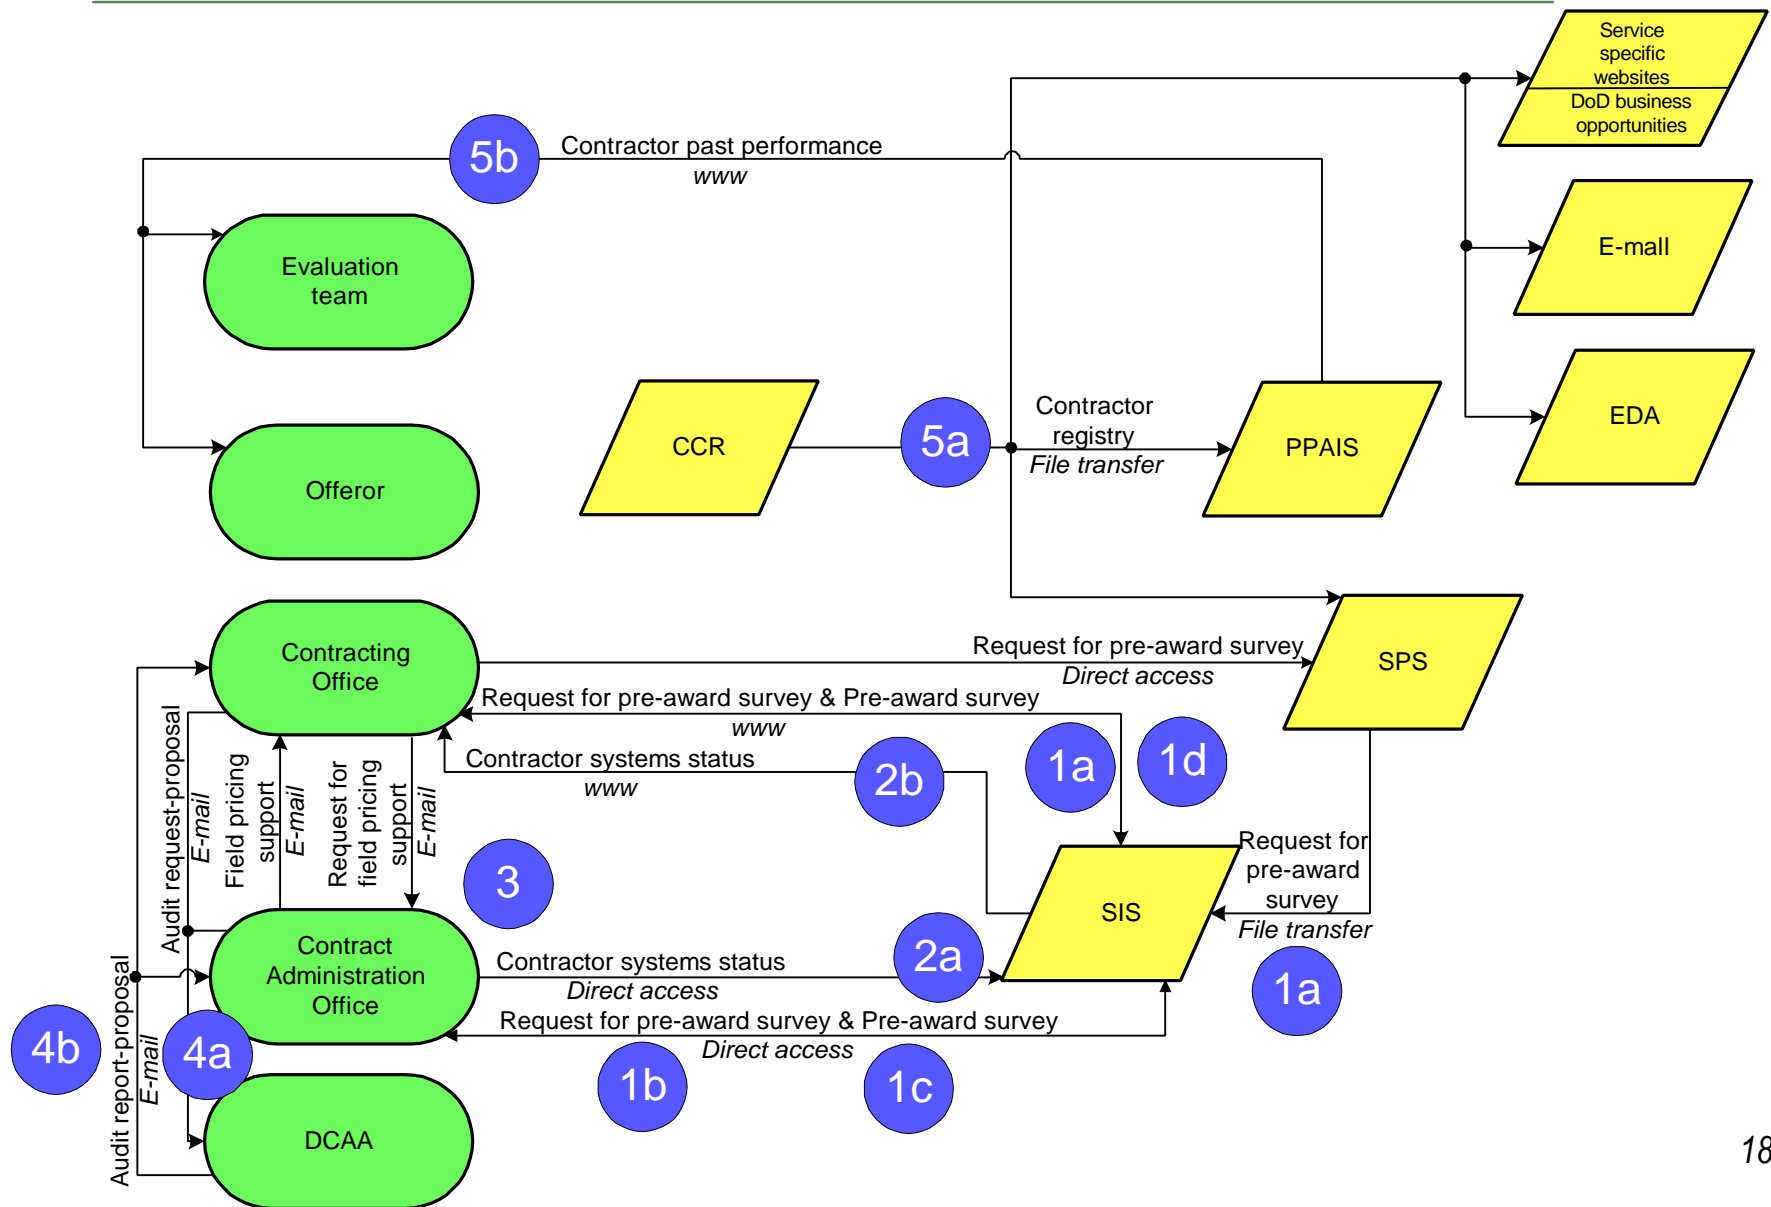 Service
specific
websites
DoD business
opportunities
5b
Contractor past performance
www
Evaluation
team
E-mall
CCR
5a
Contractor
registry
File transfer
PPAIS
EDA
Offeror
Contracting
Office
Request for pre-award survey
Direct access
SPS
Request for pre-award survey & Pre-award survey
www
1a
1d
Contractor systems status
www
2b
Audit request-proposal
E-mail
Field pricing
support
E-mail
Request for
field pricing
support
E-mail
3
Request for
pre-award
survey
File transfer
1a
SIS
Contract
Administration
Office
Contractor systems status
Direct access
2a
Request for pre-award survey & Pre-award survey
Direct access
1b
1c
4b
Audit report-proposal
E-mail
4a
DCAA
18